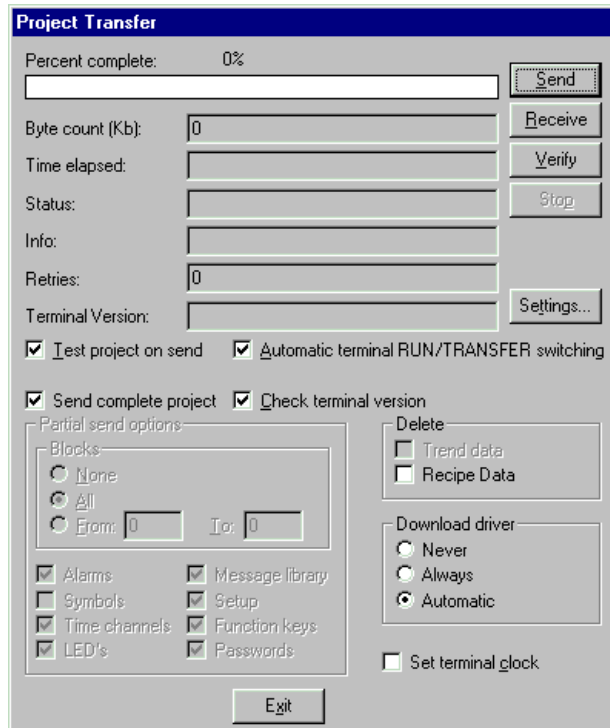 Project Transfer
Percent complete: 0%
Send
Byte count (Kb): 0
Receive
Time elapsed:
Verify
Status:
Stop
Info:
Retries: 0
Terminal Version:
Settings...
Test project on send
Automatic terminal RUN/TRANSFER switching
Send complete project
Check terminal version
Partial send options
Blocks
None
All
From: 0 To: 0
Alarms
Message library
Symbols
Setup
Time channels
Function keys
LED's
Passwords
Delete
Trend data
Recipe Data
Download driver
Never
Always
Automatic
Set terminal clock
Exit